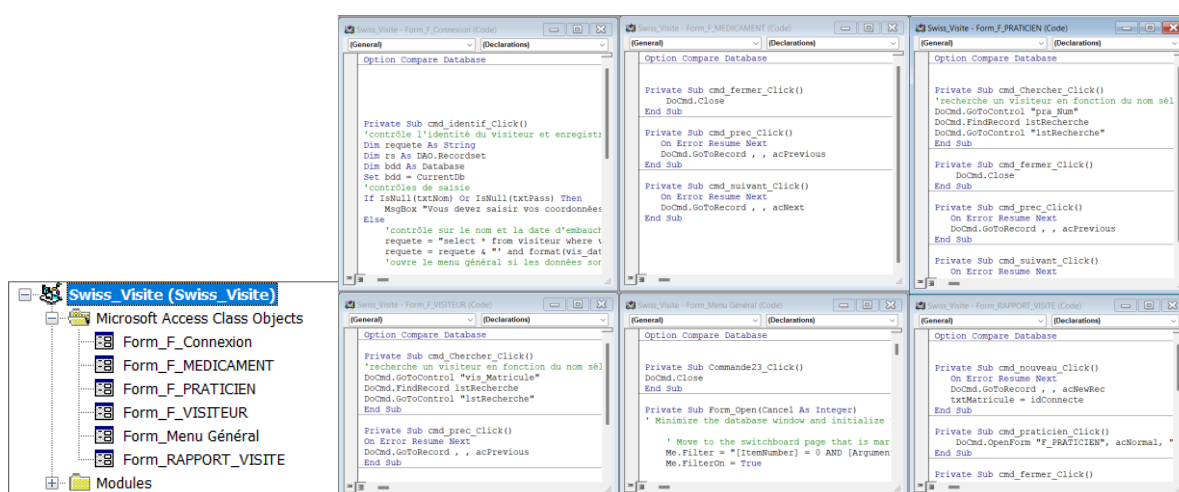 Swiss_Visite (Swiss_Visite)
Microsoft Access Class Objects
Form_F_Connexion
Form_F_MEDICAMENT
Form_F_PRATICIEN
Form_F_VISITEUR
Form_Menu Général
Form_RAPPORT_VISITE
Modules
Swiss_Visite - Form_F_Connexion (Code)
(General)
(Declarations)
Option Compare Database
Private Sub cmd_identif_Click()
'contrôle l'identité du visiteur et enregistr
Dim requete As String
Dim rs As DAO.Recordset
Dim bdd As Database
Set bdd = CurrentDb
'contrôles de saisie
If IsNull(txtNom) Or IsNull(txtPass) Then
MsgBox "Vous devez saisir vos coordonnées
Else
'contrôle sur le nom et la date d'embauch
requete = "select * from visiteur where v
requete = requete & "' and format(vis_dat
'ouvre le menu général si les données son
Swiss_Visite - Form_F_MEDICAMENT (Code)
(General)
(Declarations)
Option Compare Database
Private Sub cmd_fermer_Click()
DoCmd.Close
End Sub
Private Sub cmd_prec_Click()
On Error Resume Next
DoCmd.GoToRecord , , acPrevious
End Sub
Private Sub cmd_suivant_Click()
On Error Resume Next
DoCmd.GoToRecord , , acNext
End Sub
Swiss_Visite - Form_F_PRATICIEN (Code)
(General)
(Declarations)
Option Compare Database
Private Sub cmd_Chercher_Click()
'recherche un visiteur en fonction du nom sél
DoCmd.GoToControl "pra_Num"
DoCmd.FindRecord lstRecherche
DoCmd.GoToControl "lstRecherche"
End Sub
Private Sub cmd_fermer_Click()
DoCmd.Close
End Sub
Private Sub cmd_prec_Click()
On Error Resume Next
DoCmd.GoToRecord , , acPrevious
End Sub
Private Sub cmd_suivant_Click()
On Error Resume Next
Swiss_Visite - Form_F_VISITEUR (Code)
(General)
(Declarations)
Option Compare Database
Private Sub cmd_Chercher_Click()
'recherche un visiteur en fonction du nom sél
DoCmd.GoToControl "vis_Matricule"
DoCmd.FindRecord lstRecherche
DoCmd.GoToControl "lstRecherche"
End Sub
Private Sub cmd_prec_Click()
On Error Resume Next
DoCmd.GoToRecord , , acPrevious
End Sub
Swiss_Visite - Form_Menu Général (Code)
(General)
(Declarations)
Option Compare Database
Private Sub Commande23_Click()
DoCmd.Close
End Sub
Private Sub Form_Open(Cancel As Integer)
' Minimize the database window and initialize
' Move to the switchboard page that is mar
Me.Filter = "[ItemNumber] = 0 AND [Argumen
Me.FilterOn = True
Swiss_Visite - Form_RAPPORT_VISITE (Code)
(General)
(Declarations)
Option Compare Database
Private Sub cmd_nouveau_Click()
On Error Resume Next
DoCmd.GoToRecord , , acNewRec
txtMatricule = idConnecte
End Sub
Private Sub cmd_praticien_Click()
DoCmd.OpenForm "F_PRATICIEN", acNormal, "
End Sub
Private Sub cmd_fermer_Click()